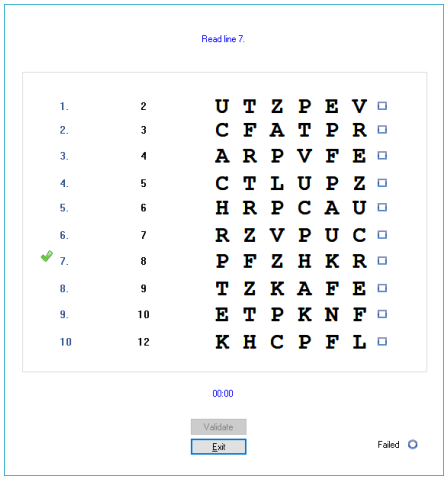 Read line 7.
1. 2 U T Z P E V
2. 3 C F A T P R
3. 4 A R P V F E
4. 5 C T L U P Z
5. 6 H R P C A U
6. 7 R Z V P U C
7. 8 P F Z H K R
8. 9 T Z K A F E
9. 10 E T P K N F
10 12 K H C P F L
00:00
Validate
Exit
Failed